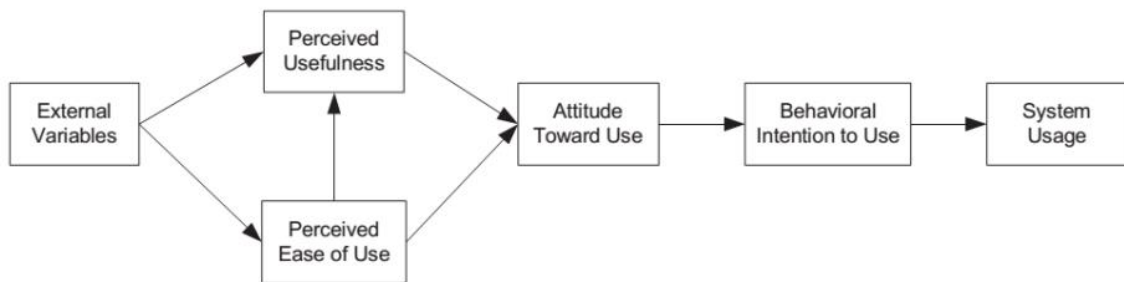 Perceived
Usefulness
External
Variables
Attitude
Toward Use
Behavioral
Intention to Use
System
Usage
Perceived
Ease of Use